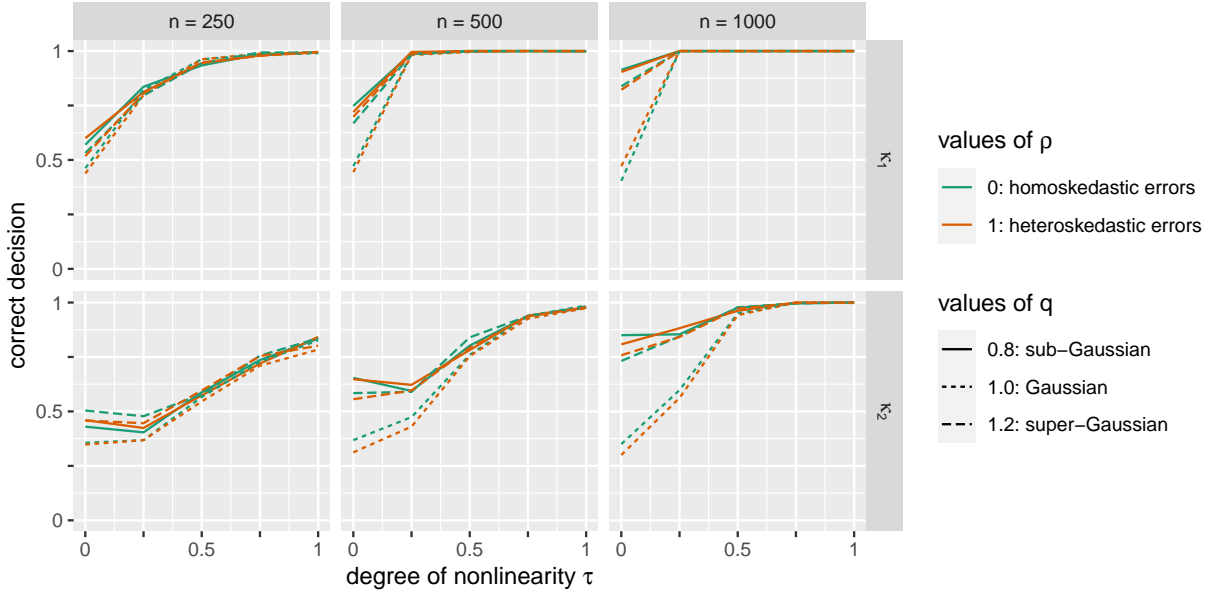 n = 250
n = 500
n = 1000
correct decision
1
0.5
0
κ₁
1
0.5
0
κ₂
0
0.5
1
0
0.5
1
0
0.5
1
degree of nonlinearity τ
values of ρ
0: homoskedastic errors
1: heteroskedastic errors
values of q
0.8: sub−Gaussian
1.0: Gaussian
1.2: super−Gaussian